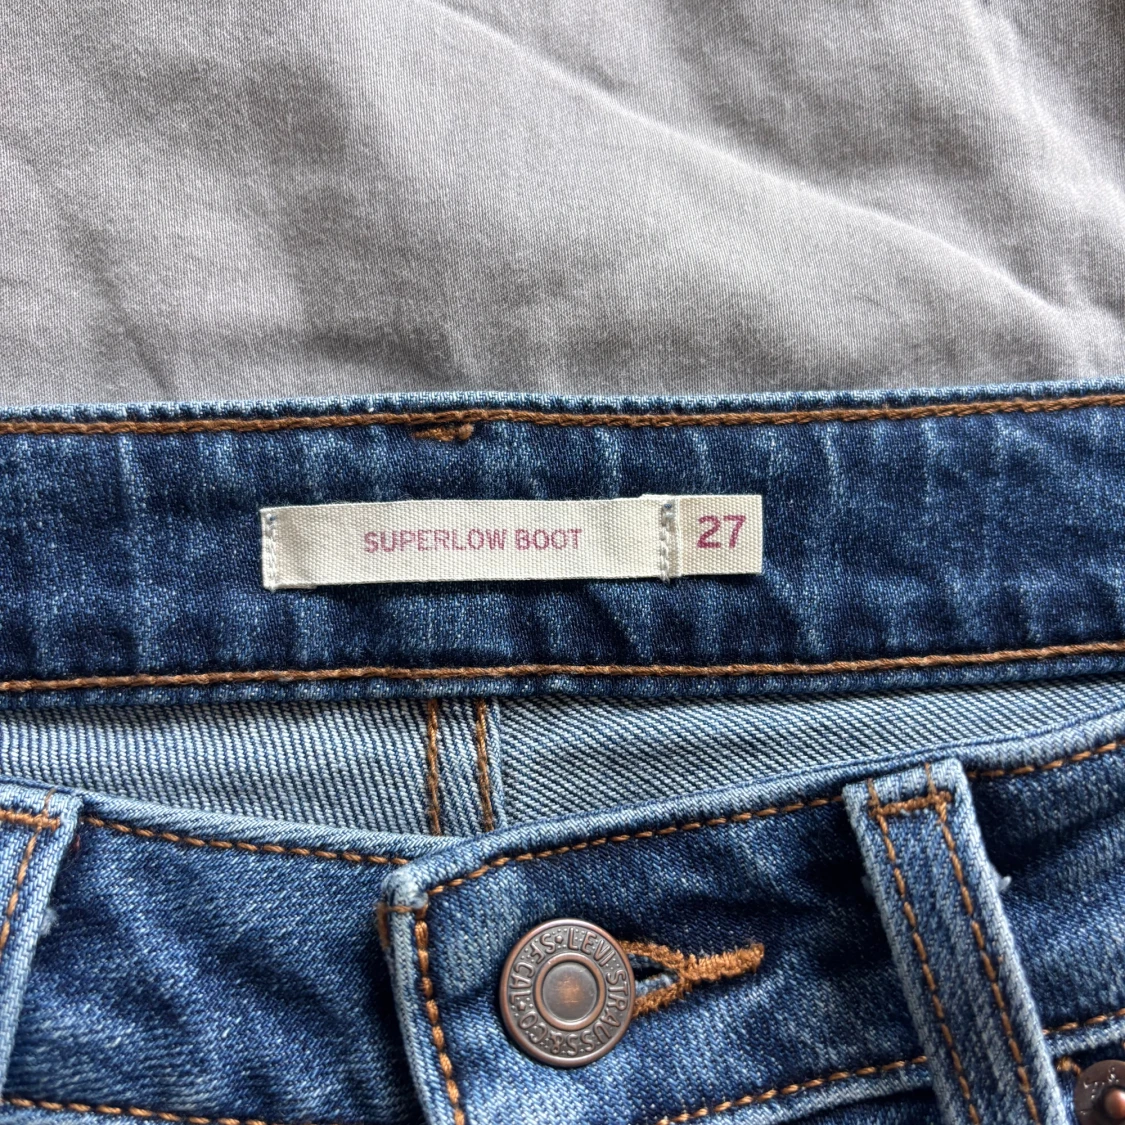 SUPERLOW BOOT 27
LEVI STRAUSS & CO. S.F. CAL.